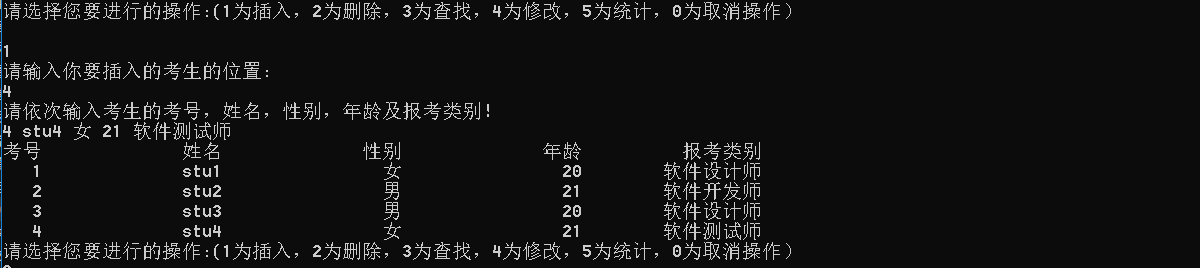 请选择您要进行的操作:(1为插入，2为删除，3为查找，4为修改，5为统计，0为取消操作）
1
请输入你要插入的考生的位置:
4
请依次输入考生的考号，姓名，性别，年龄及报考类别!
4 stu4 女 21 软件测试师
考号 姓名 性别 年龄 报考类别
1 stu1 女 20 软件设计师
2 stu2 男 21 软件开发师
3 stu3 男 20 软件设计师
4 stu4 女 21 软件测试师
请选择您要进行的操作:(1为插入，2为删除，3为查找，4为修改，5为统计，0为取消操作）